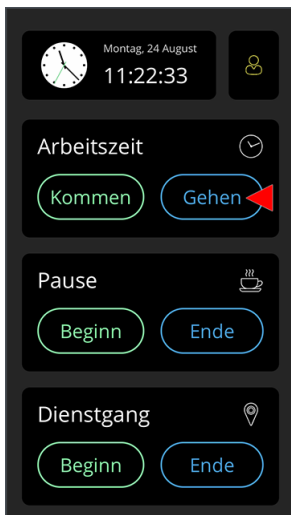 Montag, 24 August
11:22:33
Arbeitszeit
Kommen Gehen
Pause
Beginn Ende
Dienstgang
Beginn Ende